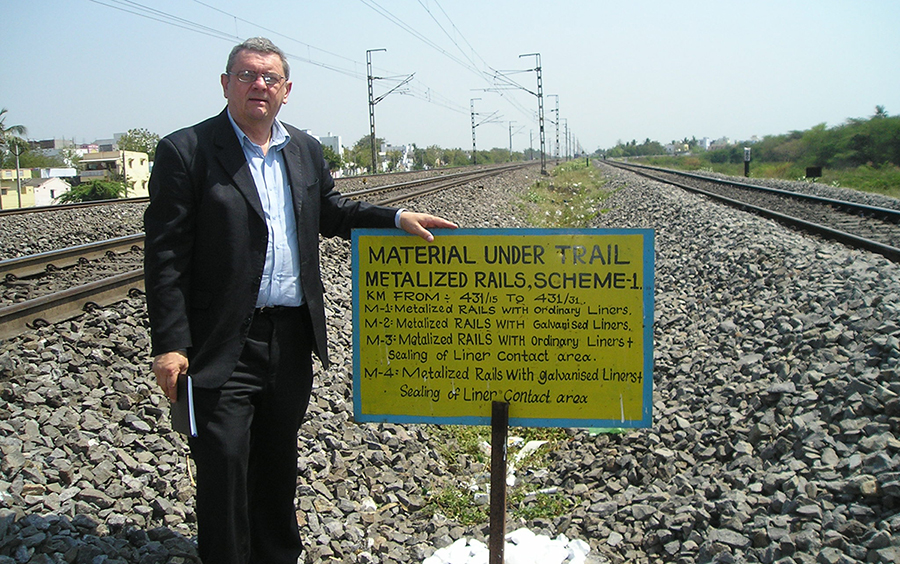 MATERIAL UNDER TRAIL
METALIZED RAILS, SCHEME-1.
KM FROM ÷ 431/15 TO 431/31.
M-1: Metalized RAILS WITH Ordinary Liners.
M-2: Metalized RAILS WITH Galvanised Liners.
M-3: Metalized RAILS WITH Ordinary Liners +
Sealing of Liner Contact area.
M-4: Metalized Rails With galvanised Liners +
Sealing of Liner Contact area